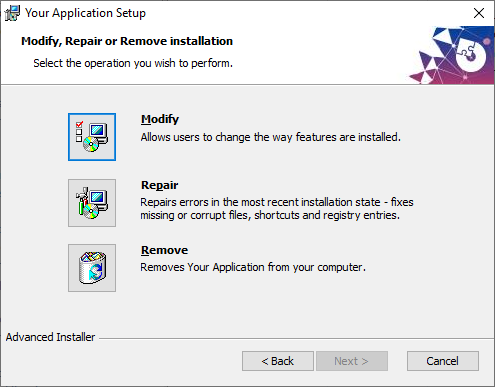 Your Application Setup
Modify, Repair or Remove installation
Select the operation you wish to perform.
Modify
Allows users to change the way features are installed.
Repair
Repairs errors in the most recent installation state - fixes
missing or corrupt files, shortcuts and registry entries.
Remove
Removes Your Application from your computer.
Advanced Installer
< Back
Next >
Cancel